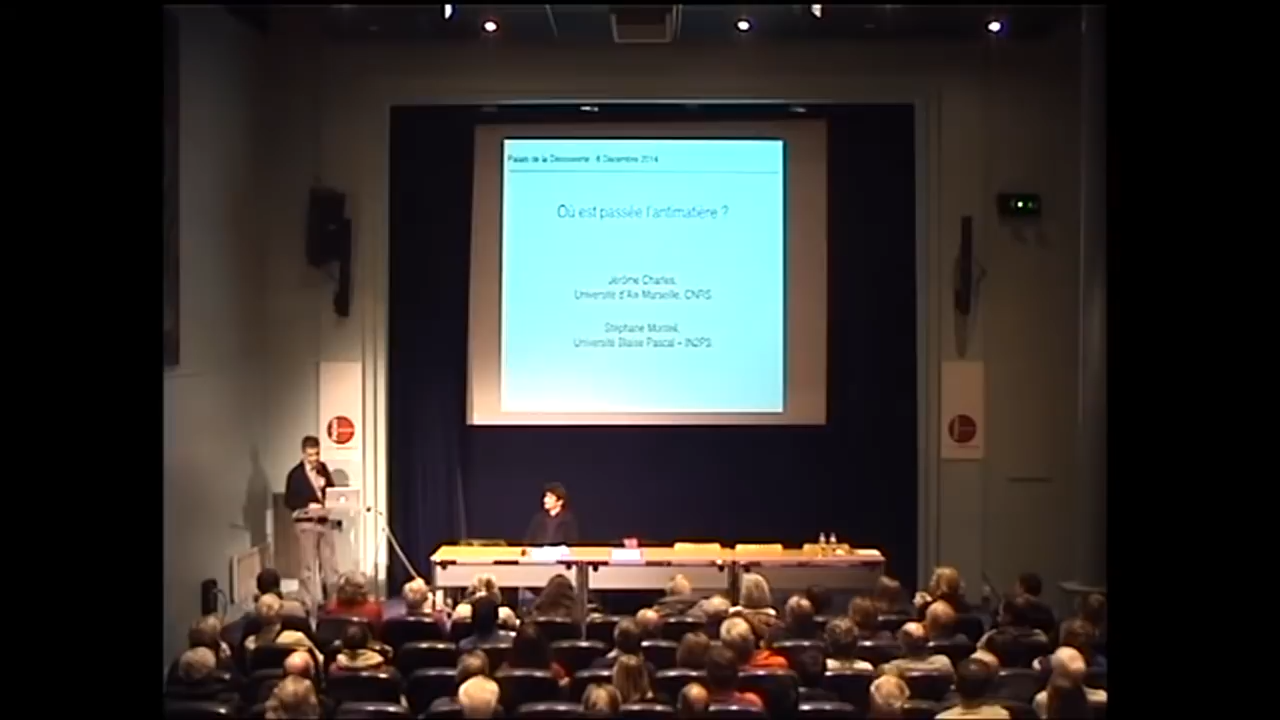 Palais de la Découverte - 6 Décembre 2014
Où est passée l'antimatière ?
Jérôme Charles,
Université d'Aix Marseille, CNRS
Stéphane Monteil,
Université Blaise Pascal – IN2P3.